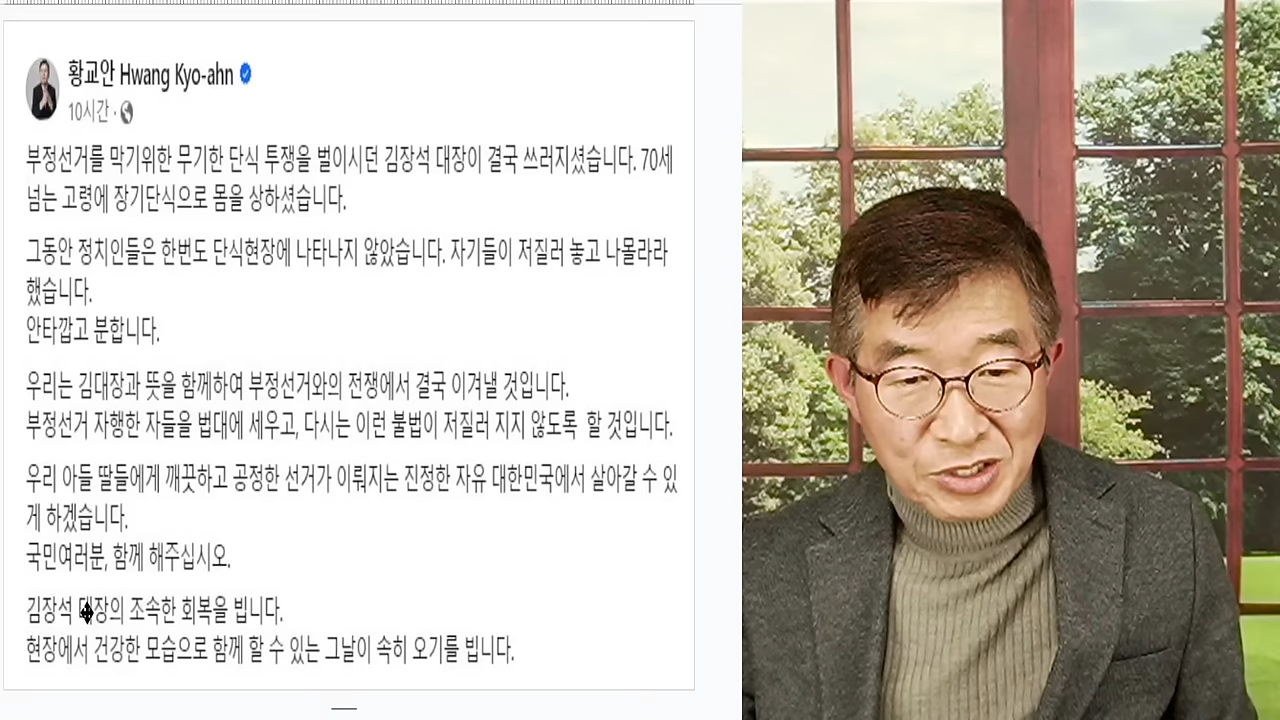 황교안 Hwang Kyo-ahn
10시간 ·
부정선거를 막기위한 무기한 단식 투쟁을 벌이시던 김장석 대장이 결국 쓰러지셨습니다. 70세
넘는 고령에 장기단식으로 몸을 상하셨습니다.
그동안 정치인들은 한번도 단식현장에 나타나지 않았습니다. 자기들이 저질러 놓고 나몰라라
했습니다.
안타깝고 분합니다.
우리는 김대장과 뜻을 함께하여 부정선거와의 전쟁에서 결국 이겨낼 것입니다.
부정선거 자행한 자들을 법대에 세우고, 다시는 이런 불법이 저질러 지지 않도록 할 것입니다.
우리 아들 딸들에게 깨끗하고 공정한 선거가 이뤄지는 진정한 자유 대한민국에서 살아갈 수 있
게 하겠습니다.
국민여러분, 함께 해주십시오.
김장석 대장의 조속한 회복을 빕니다.
현장에서 건강한 모습으로 함께 할 수 있는 그날이 속히 오기를 빕니다.